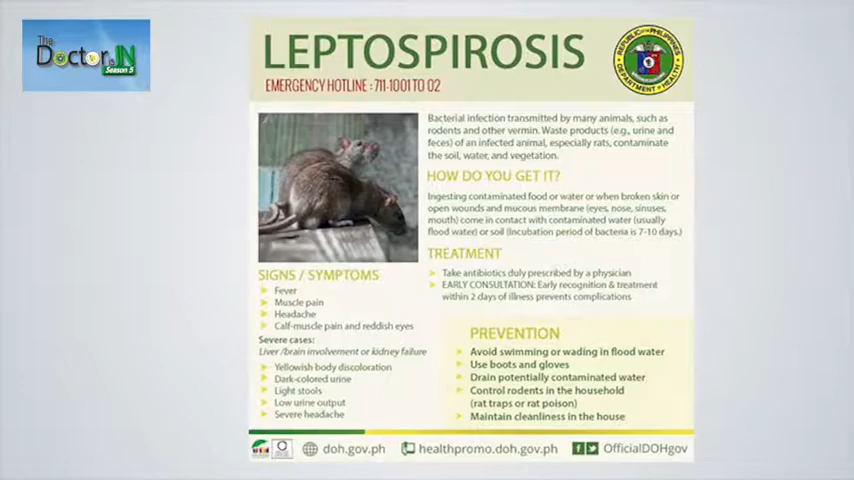 The
Doctor is IN
Season 5
LEPTOSPIROSIS
EMERGENCY HOTLINE : 711-1001 TO 02
REPUBLIC OF THE PHILIPPINES
DEPARTMENT OF HEALTH
Bacterial infection transmitted by many animals, such as
rodents and other vermin. Waste products (e.g., urine and
feces) of an infected animal, especially rats, contaminate
the soil, water, and vegetation.
HOW DO YOU GET IT?
Ingesting contaminated food or water or when broken skin or
open wounds and mucous membrane (eyes, nose, sinuses,
mouth) come in contact with contaminated water (usually
flood water) or soil (Incubation period of bacteria is 7-10 days.)
TREATMENT
Take antibiotics duly prescribed by a physician
EARLY CONSULTATION: Early recognition & treatment
within 2 days of illness prevents complications
SIGNS / SYMPTOMS
Fever
Muscle pain
Headache
Calf-muscle pain and reddish eyes
Severe cases:
Liver /brain involvement or kidney failure
Yellowish body discoloration
Dark-colored urine
Light stools
Low urine output
Severe headache
PREVENTION
Avoid swimming or wading in flood water
Use boots and gloves
Drain potentially contaminated water
Control rodents in the household
(rat traps or rat poison)
Maintain cleanliness in the house
doh.gov.ph
healthpromo.doh.gov.ph
OfficialDOHgov